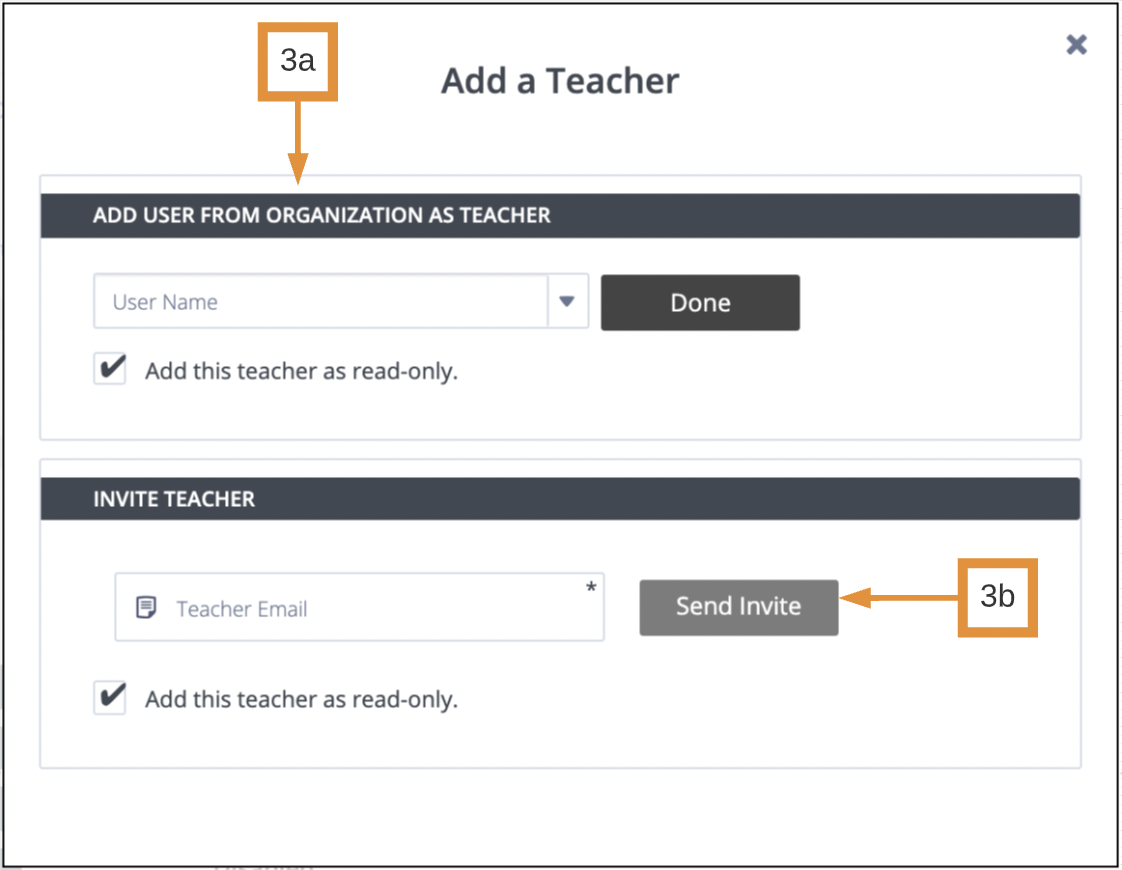 3a
Add a Teacher
ADD USER FROM ORGANIZATION AS TEACHER
User Name
Done
Add this teacher as read-only.
INVITE TEACHER
Teacher Email
*
Send Invite
3b
Add this teacher as read-only.